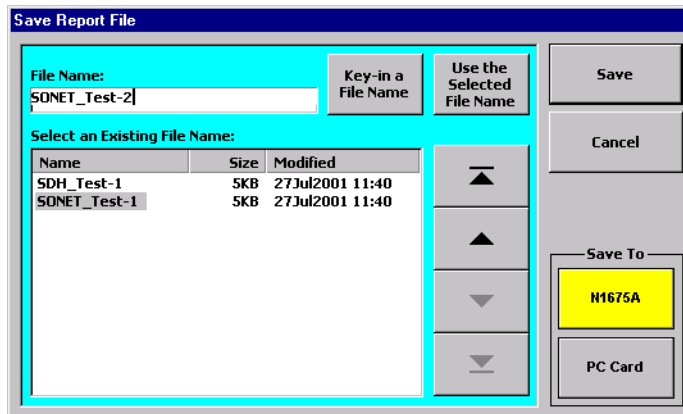 Save Report File
File Name:
SONET_Test-2
Key-in a
File Name
Use the
Selected
File Name
Save
Cancel
Select an Existing File Name:
Name Size Modified
SDH_Test-1 5KB 27Jul2001 11:40
SONET_Test-1 5KB 27Jul2001 11:40
Save To
N1675A
PC Card